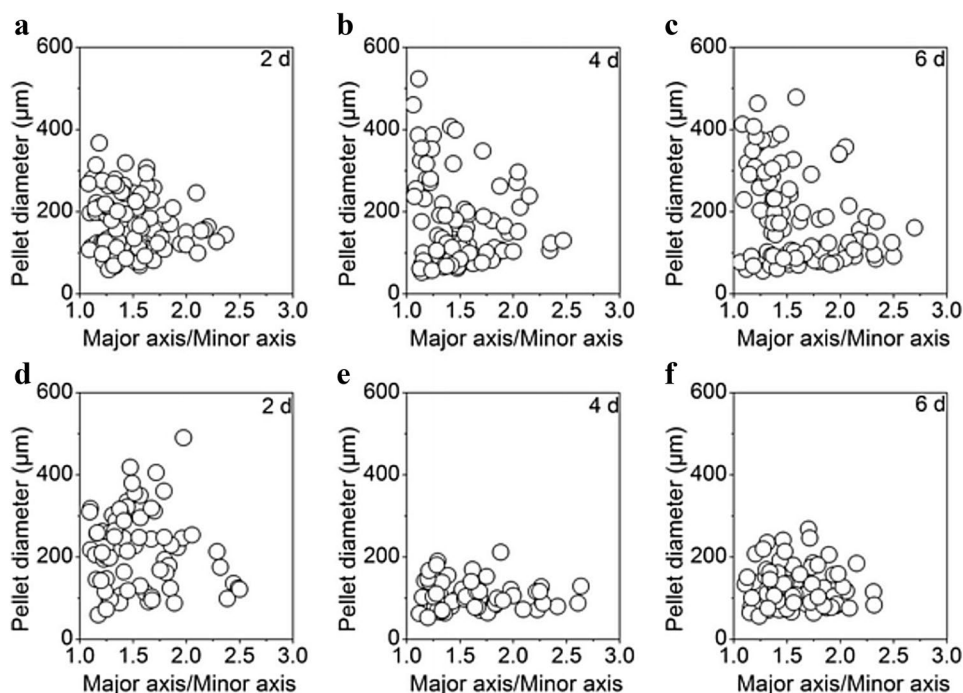 a
600
400
200
0
Pellet diameter (μm)
2 d
1.0 1.5 2.0 2.5 3.0
Major axis/Minor axis
b
600
400
200
0
Pellet diameter (μm)
4 d
1.0 1.5 2.0 2.5 3.0
Major axis/Minor axis
c
600
400
200
0
Pellet diameter (μm)
6 d
1.0 1.5 2.0 2.5 3.0
Major axis/Minor axis
d
600
400
200
0
Pellet diameter (μm)
2 d
1.0 1.5 2.0 2.5 3.0
Major axis/Minor axis
e
600
400
200
0
Pellet diameter (μm)
4 d
1.0 1.5 2.0 2.5 3.0
Major axis/Minor axis
f
600
400
200
0
Pellet diameter (μm)
6 d
1.0 1.5 2.0 2.5 3.0
Major axis/Minor axis